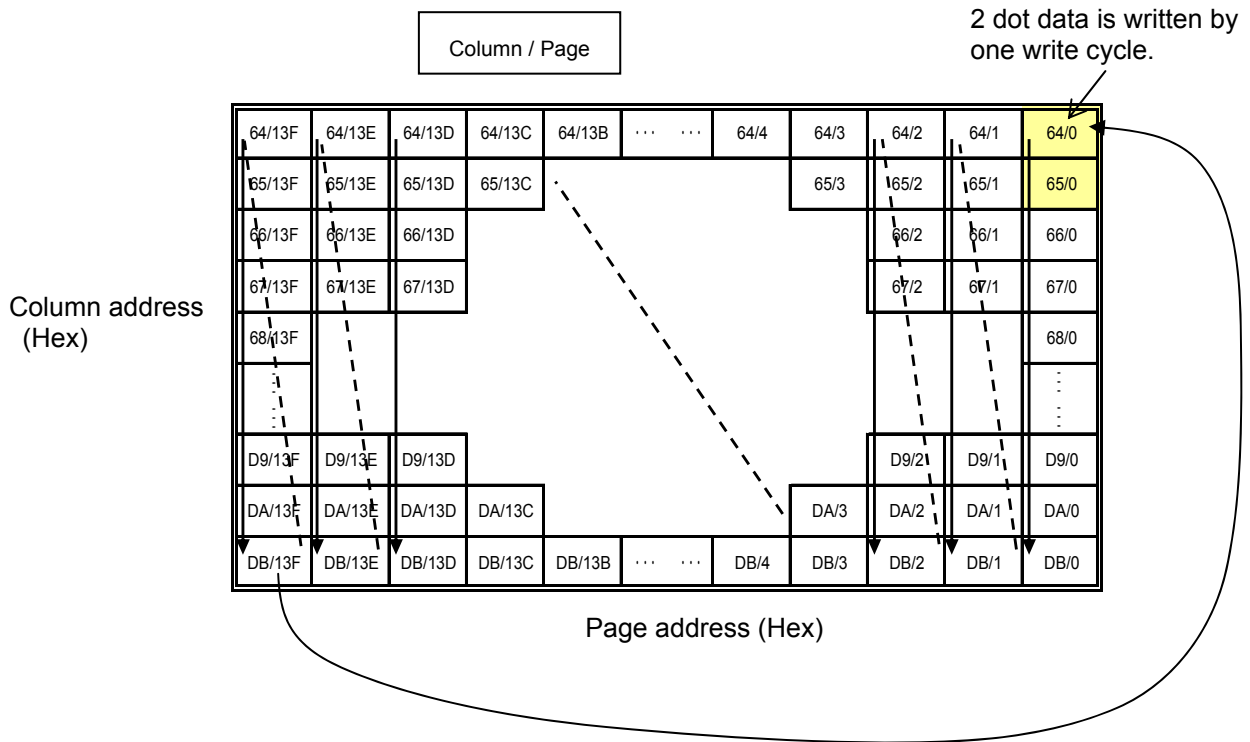 2 dot data is written by
one write cycle.
Column / Page
64/13F 64/13E 64/13D 64/13C 64/13B ... ... 64/4 64/3 64/2 64/1 64/0
65/13F 65/13E 65/13D 65/13C 65/3 65/2 65/1 65/0
66/13F 66/13E 66/13D 66/2 66/1 66/0
67/13F 67/13E 67/13D 67/2 67/1 67/0
Column address
(Hex)
68/13F 68/0
D9/13F D9/13E D9/13D D9/2 D9/1 D9/0
DA/13F DA/13E DA/13D DA/13C DA/3 DA/2 DA/1 DA/0
DB/13F DB/13E DB/13D DB/13C DB/13B ... ... DB/4 DB/3 DB/2 DB/1 DB/0
Page address (Hex)